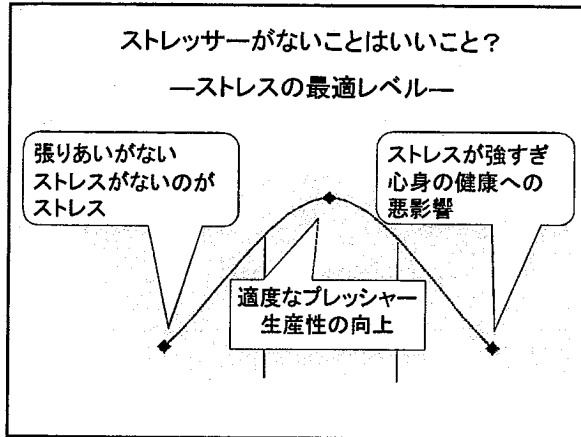 ストレッサーがないことはいいこと?
―ストレスの最適レベル―
張りあいがない
ストレスがないのが
ストレス
ストレスが強すぎ
心身の健康への
悪影響
適度なプレッシャー
生産性の向上